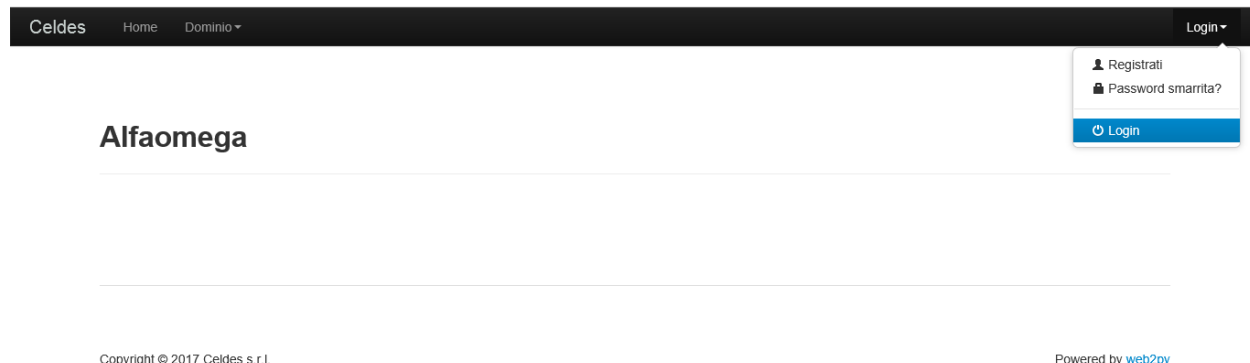 Celdes Home Dominio Login
Registrati
Password smarrita?
Login
Alfaomega
Copyright © 2017 Celdes s.r.l. Powered by web2py